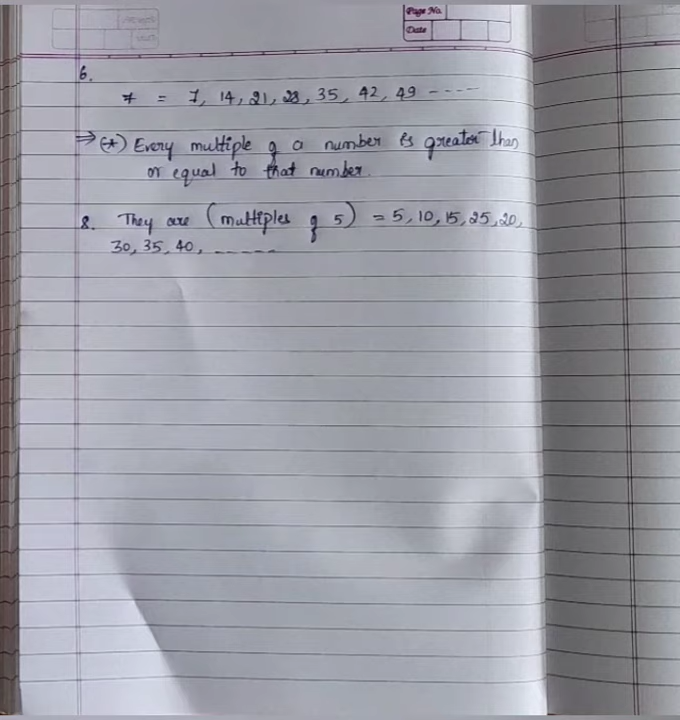 Page No.
Date
6.
7 = 7, 14, 21, 28, 35, 42, 49 ----
⇒ (*) Every multiple of a number is greater than
or equal to that number.
8. They are (multiples of 5) = 5, 10, 15, 25, 20,
30, 35, 40, ------